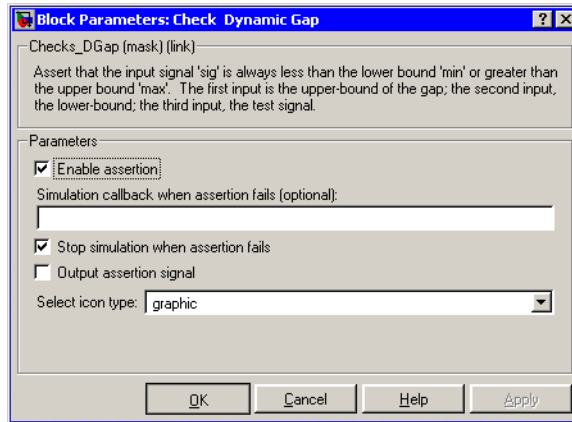 Block Parameters: Check  Dynamic Gap
Checks_DGap (mask) (link)
Assert that the input signal 'sig' is always less than the lower bound 'min' or greater than
the upper bound 'max'.  The first input is the upper-bound of the gap; the second input,
the lower-bound; the third input, the test signal.
Parameters
Enable assertion
Simulation callback when assertion fails (optional):
Stop simulation when assertion fails
Output assertion signal
Select icon type: graphic
OK Cancel Help Apply